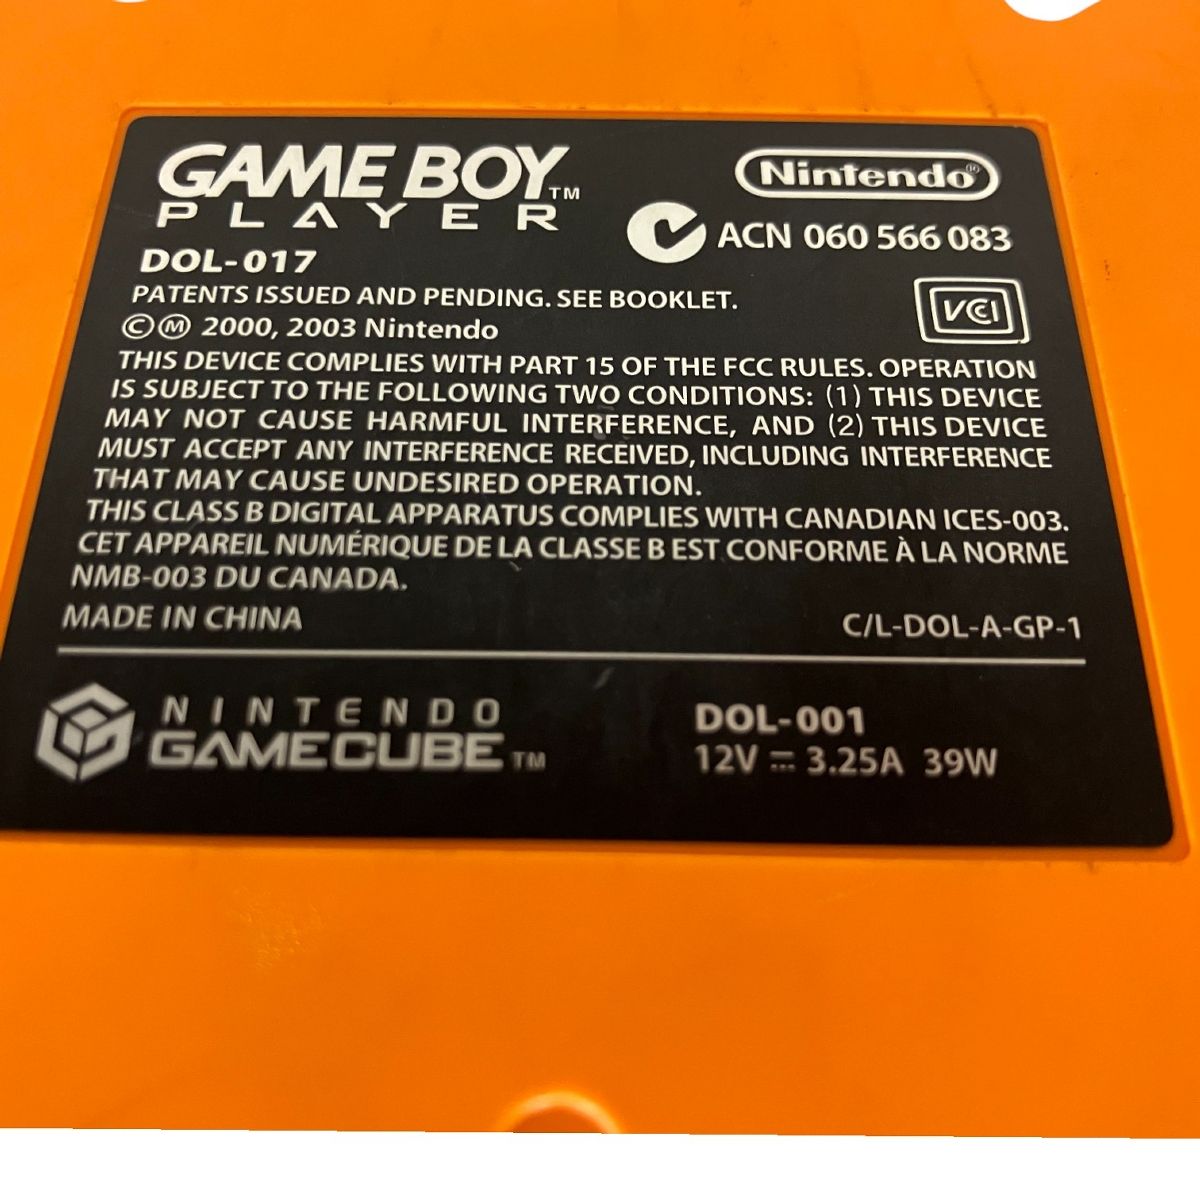 GAME BOY™
PLAYER
Nintendo®
ACN 060 566 083
DOL-017
PATENTS ISSUED AND PENDING. SEE BOOKLET.
VCI
©Ⓜ 2000, 2003 Nintendo
THIS DEVICE COMPLIES WITH PART 15 OF THE FCC RULES. OPERATION
IS SUBJECT TO THE FOLLOWING TWO CONDITIONS: (1) THIS DEVICE
MAY NOT CAUSE HARMFUL INTERFERENCE, AND (2) THIS DEVICE
MUST ACCEPT ANY INTERFERENCE RECEIVED, INCLUDING INTERFERENCE
THAT MAY CAUSE UNDESIRED OPERATION.
THIS CLASS B DIGITAL APPARATUS COMPLIES WITH CANADIAN ICES-003.
CET APPAREIL NUMÉRIQUE DE LA CLASSE B EST CONFORME À LA NORME
NMB-003 DU CANADA.
MADE IN CHINA
C/L-DOL-A-GP-1
NINTENDO
GAMECUBE™
DOL-001
12V ⎓ 3.25A 39W